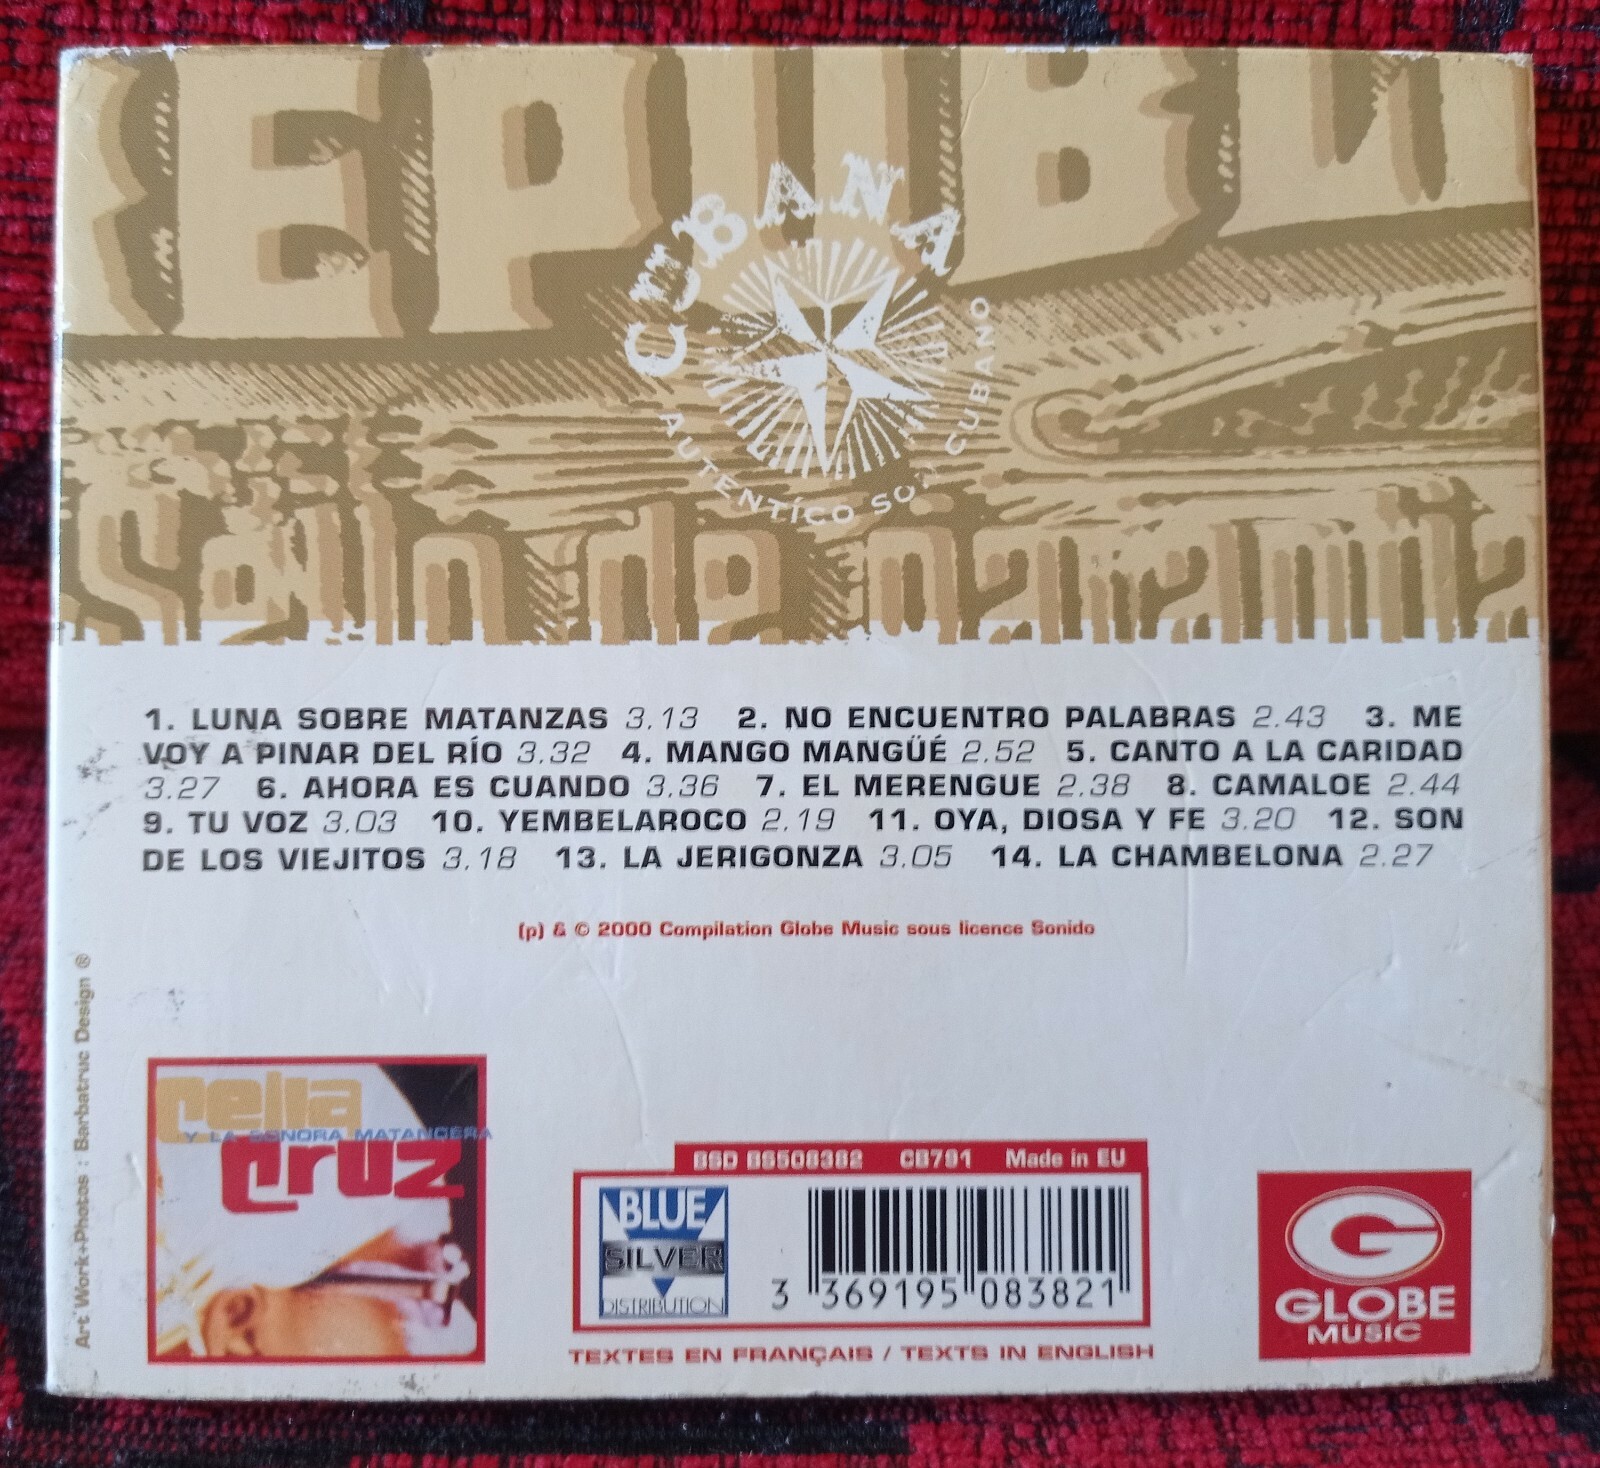 EPUBLI
CUBANA
AUTENTÍCO SON CUBANO
1. LUNA SOBRE MATANZAS 3.13 2. NO ENCUENTRO PALABRAS 2.43 3. ME
VOY A PINAR DEL RÍO 3.32 4. MANGO MANGÜÉ 2.52 5. CANTO A LA CARIDAD
3.27 6. AHORA ES CUANDO 3.36 7. EL MERENGUE 2.38 8. CAMALOE 2.44
9. TU VOZ 3.03 10. YEMBELAROCO 2.19 11. OYA, DIOSA Y FE 3.20 12. SON
DE LOS VIEJITOS 3.18 13. LA JERIGONZA 3.05 14. LA CHAMBELONA 2.27
(p) & © 2000 Compilation Globe Music sous licence Sonido
Art Work+Photos : Barbatruc Design ®
celia
Y LA SONORA MATANCERA
cruz
BSD BS508382 CB791 Made in EU
BLUE
SILVER
DISTRIBUTION
3 369195 083821
TEXTES EN FRANÇAIS / TEXTS IN ENGLISH
G
GLOBE
MUSIC